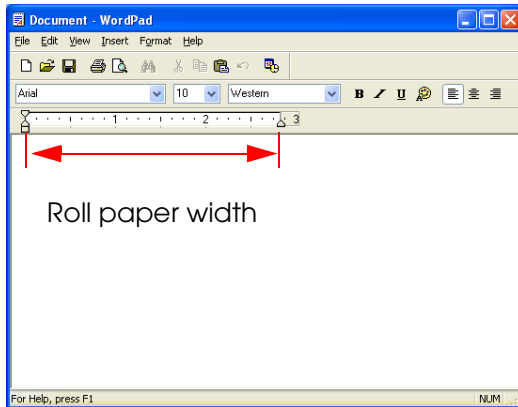 Document - WordPad
File Edit View Insert Format Help
Arial 10 Western B I U
1 2 3
Roll paper width
For Help, press F1 NUM